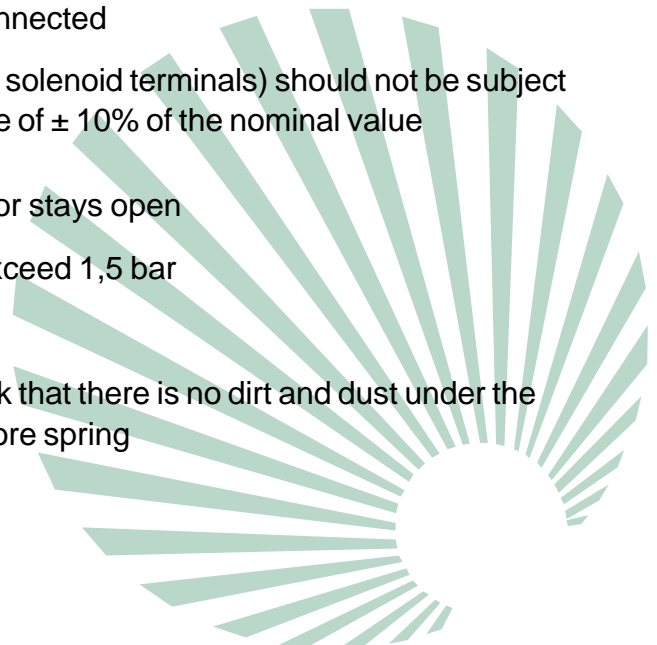 nnected
solenoid terminals) should not be subject
e of ± 10% of the nominal value
or stays open
xceed 1,5 bar
k that there is no dirt and dust under the
ore spring